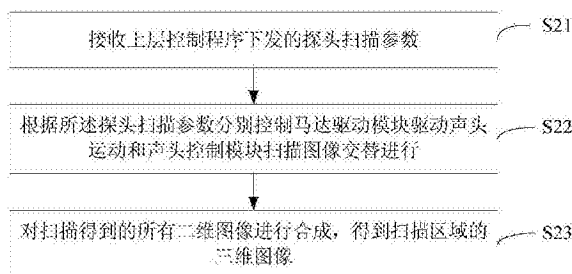 接收上层控制程序下发的探头扫描参数
S21
根据所述探头扫描参数分别控制马达驱动模块驱动声头
运动和声头控制模块扫描图像交替进行
S22
对扫描得到的所有二维图像进行合成，得到扫描区域的
三维图像
S23